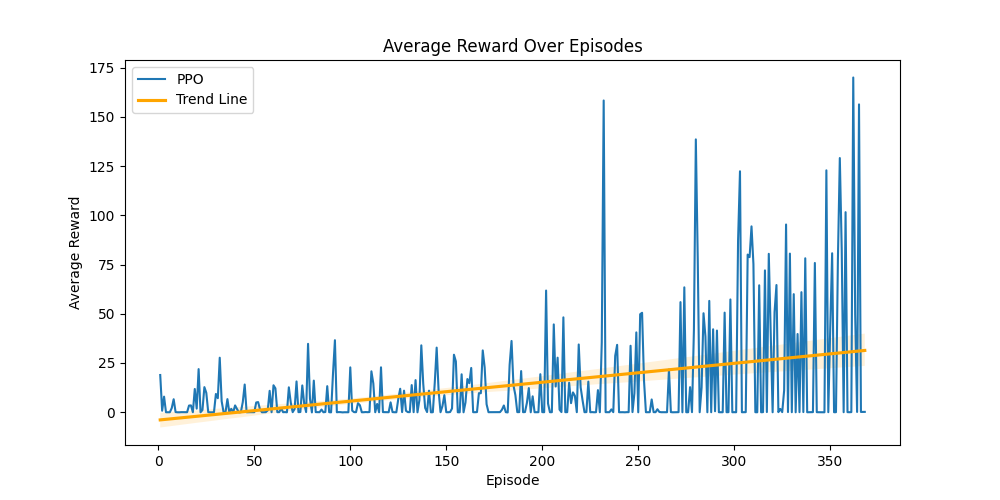 Average Reward Over Episodes
PPO
Trend Line
175
150
125
100
75
50
25
0
Average Reward
0 50 100 150 200 250 300 350
Episode